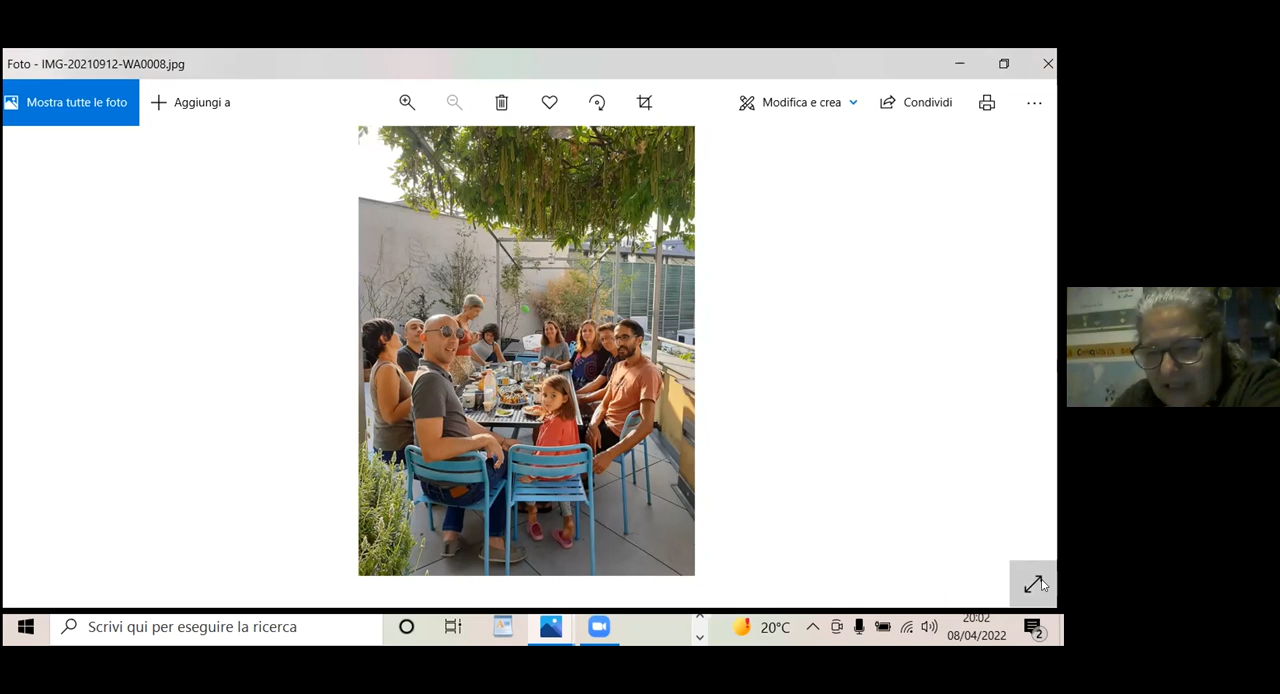 Foto - IMG-20210912-WA0008.jpg
Mostra tutte le foto
Aggiungi a
Modifica e crea
Condividi
Scrivi qui per eseguire la ricerca
20°C
20:02
08/04/2022
2